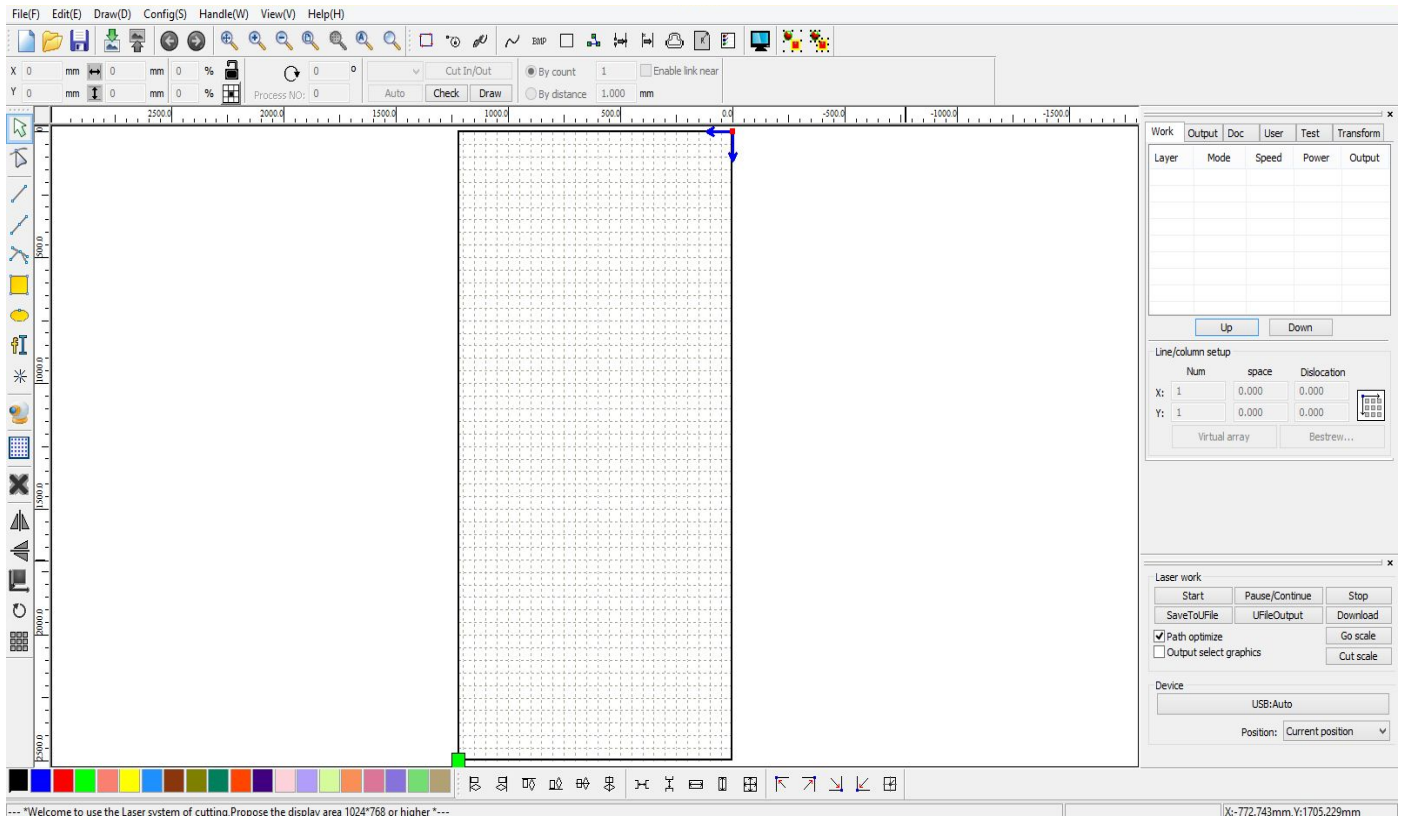 File(F) Edit(E) Draw(D) Config(S) Handle(W) View(V) Help(H)
BMP
X 0 mm 0 mm 0 % 0 ° Cut In/Out By count 1 Enable link near
Y 0 mm 0 mm 0 % Process NO: 0 Auto Check Draw By distance 1.000 mm
2500.0 2000.0 1500.0 1000.0 500.0 0.0 -500.0 -1000.0 -1500.0
0
500.0
1000.0
1500.0
2000.0
2500.0
Work Output Doc User Test Transform
Layer Mode Speed Power Output
Up Down
Line/column setup
Num space Dislocation
X: 1 0.000 0.000
Y: 1 0.000 0.000
Virtual array Bestrew...
Laser work
Start Pause/Continue Stop
SaveToUFile UFileOutput Download
Path optimize Go scale
Output select graphics Cut scale
Device
USB:Auto
Position: Current position
--- *Welcome to use the Laser system of cutting,Propose the display area 1024*768 or higher *--- X:-772.743mm,Y:1705.229mm